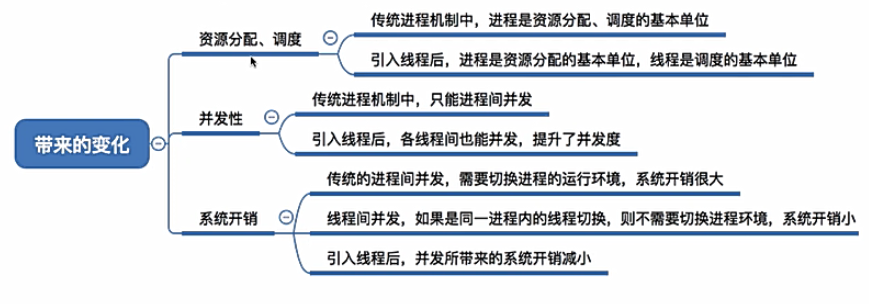 带来的变化
资源分配、调度
传统进程机制中，进程是资源分配、调度的基本单位
引入线程后，进程是资源分配的基本单位，线程是调度的基本单位
并发性
传统进程机制中，只能进程间并发
引入线程后，各线程间也能并发，提升了并发度
系统开销
传统的进程间并发，需要切换进程的运行环境，系统开销很大
线程间并发，如果是同一进程内的线程切换，则不需要切换进程环境，系统开销小
引入线程后，并发所带来的系统开销减小